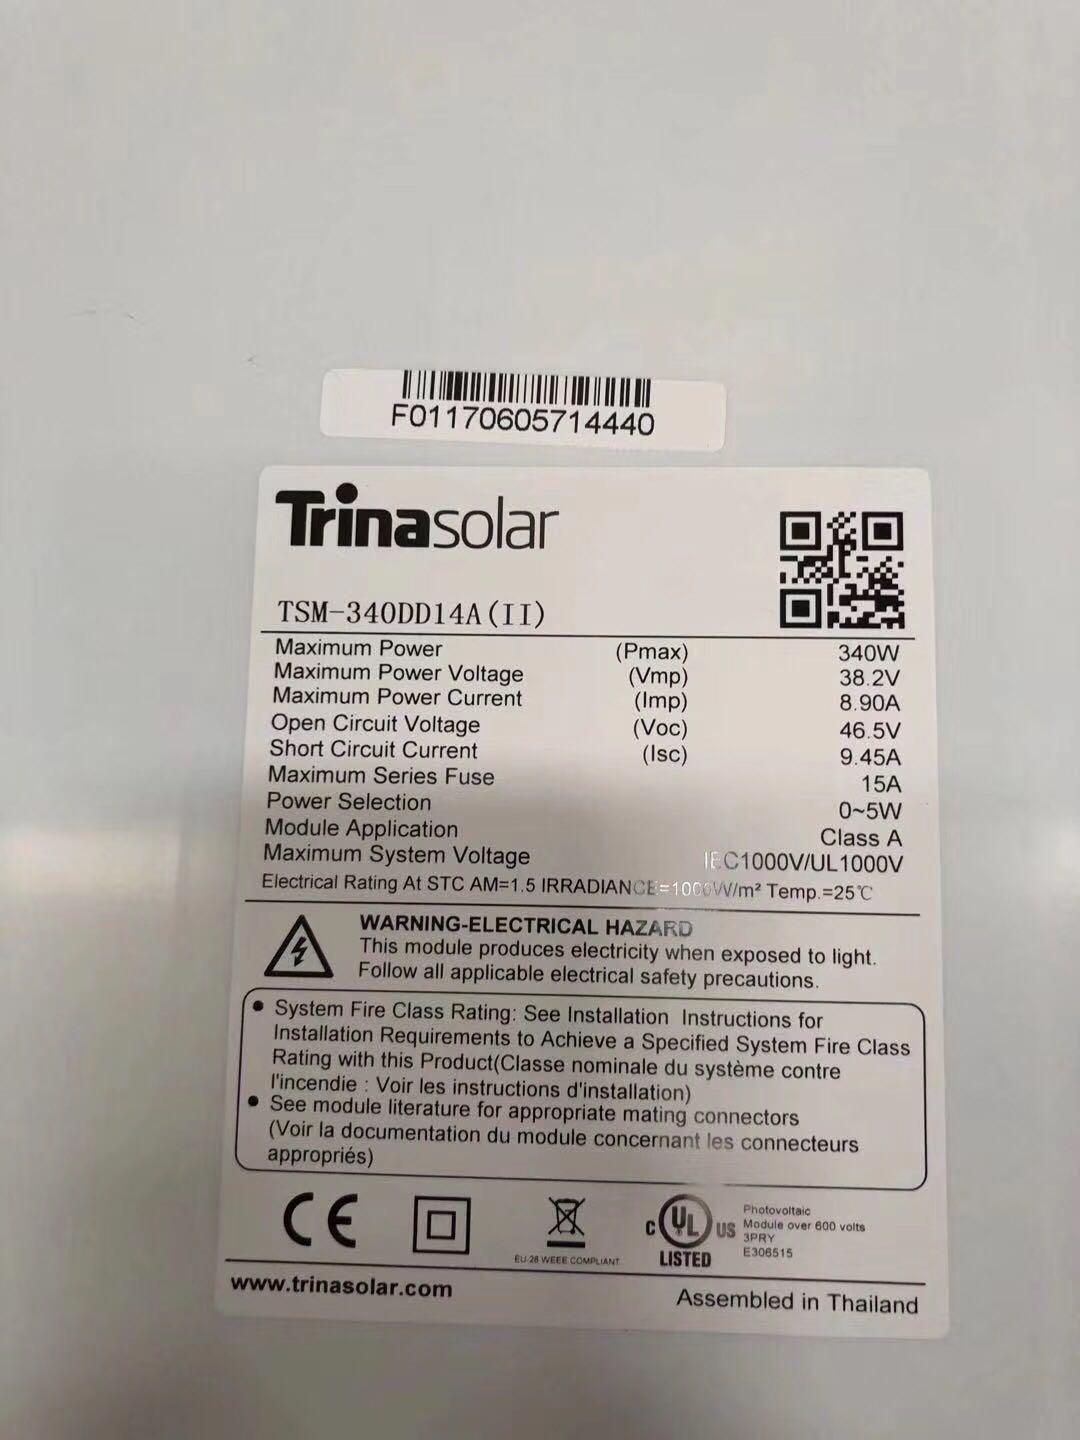 F01170605714440
Trinasolar
TSM-340DD14A(II)
Maximum Power (Pmax) 340W
Maximum Power Voltage (Vmp) 38.2V
Maximum Power Current (Imp) 8.90A
Open Circuit Voltage (Voc) 46.5V
Short Circuit Current (Isc) 9.45A
Maximum Series Fuse 15A
Power Selection 0~5W
Module Application Class A
Maximum System Voltage IEC1000V/UL1000V
Electrical Rating At STC AM=1.5 IRRADIANCE=1000W/m² Temp.=25℃
WARNING-ELECTRICAL HAZARD
This module produces electricity when exposed to light.
Follow all applicable electrical safety precautions.
• System Fire Class Rating: See Installation Instructions for
Installation Requirements to Achieve a Specified System Fire Class
Rating with this Product(Classe nominale du système contre
l'incendie : Voir les instructions d'installation)
• See module literature for appropriate mating connectors
(Voir la documentation du module concernant les connecteurs
appropriés)
CE
EU-28 WEEE COMPLIANT
C UL US
LISTED
Photovoltaic
Module over 600 volts
3PRY
E306515
www.trinasolar.com
Assembled in Thailand